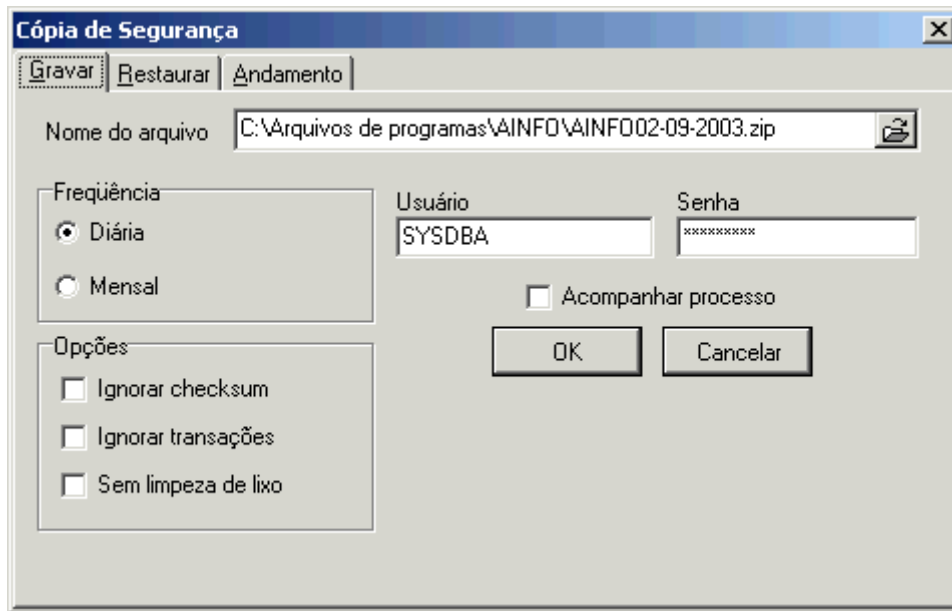 Cópia de Segurança
Gravar Restaurar Andamento
Nome do arquivo C:\Arquivos de programas\AINFO\AINFO02-09-2003.zip
Freqüência
Diária
Mensal
Usuário Senha
SYSDBA *********
Acompanhar processo
OK Cancelar
Opções
Ignorar checksum
Ignorar transações
Sem limpeza de lixo